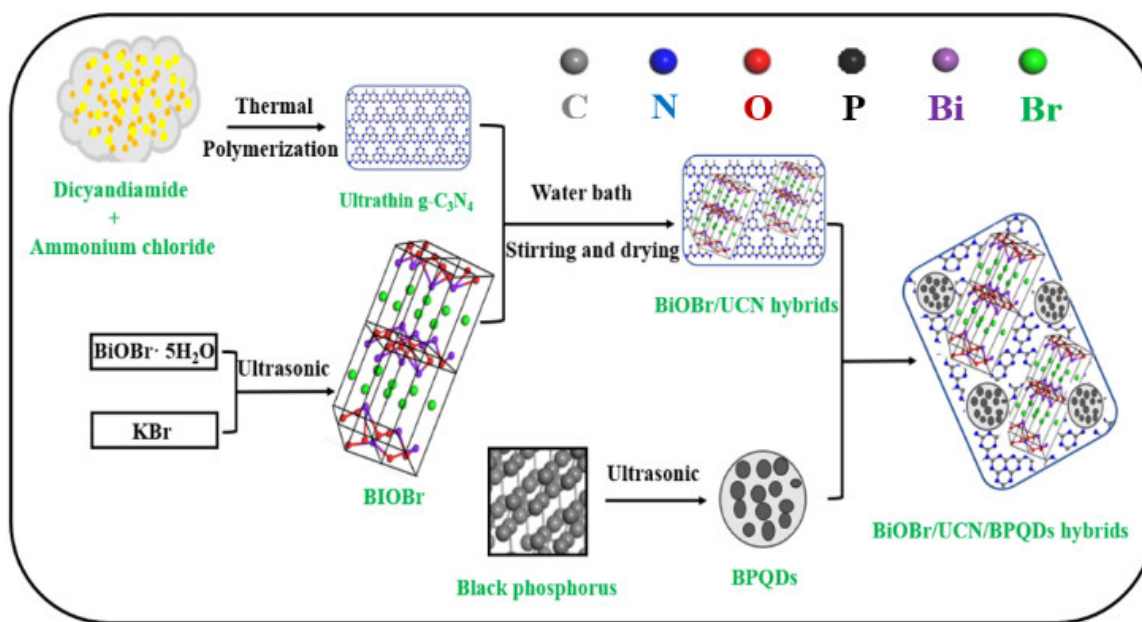 C N O P Bi Br
Thermal
Polymerization
Dicyandiamide
+
Ammonium chloride
Ultrathin g-C₃N₄
Water bath
Stirring and drying
BiOBr/UCN hybrids
BiOBr· 5H₂O
KBr
Ultrasonic
BIOBr
Black phosphorus
Ultrasonic
BPQDs
BiOBr/UCN/BPQDs hybrids